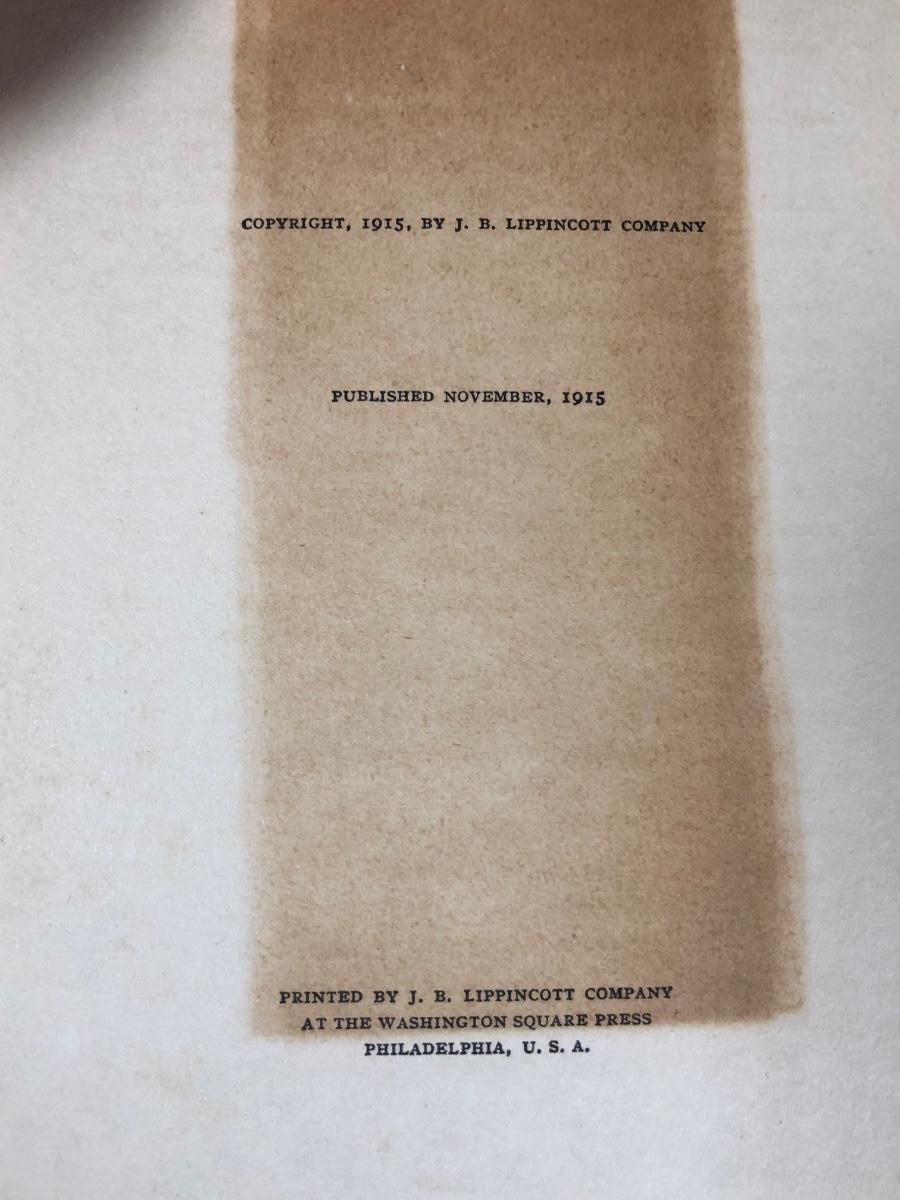 COPYRIGHT, 1915, BY J. B. LIPPINCOTT COMPANY
PUBLISHED NOVEMBER, 1915
PRINTED BY J. B. LIPPINCOTT COMPANY
AT THE WASHINGTON SQUARE PRESS
PHILADELPHIA, U. S. A.